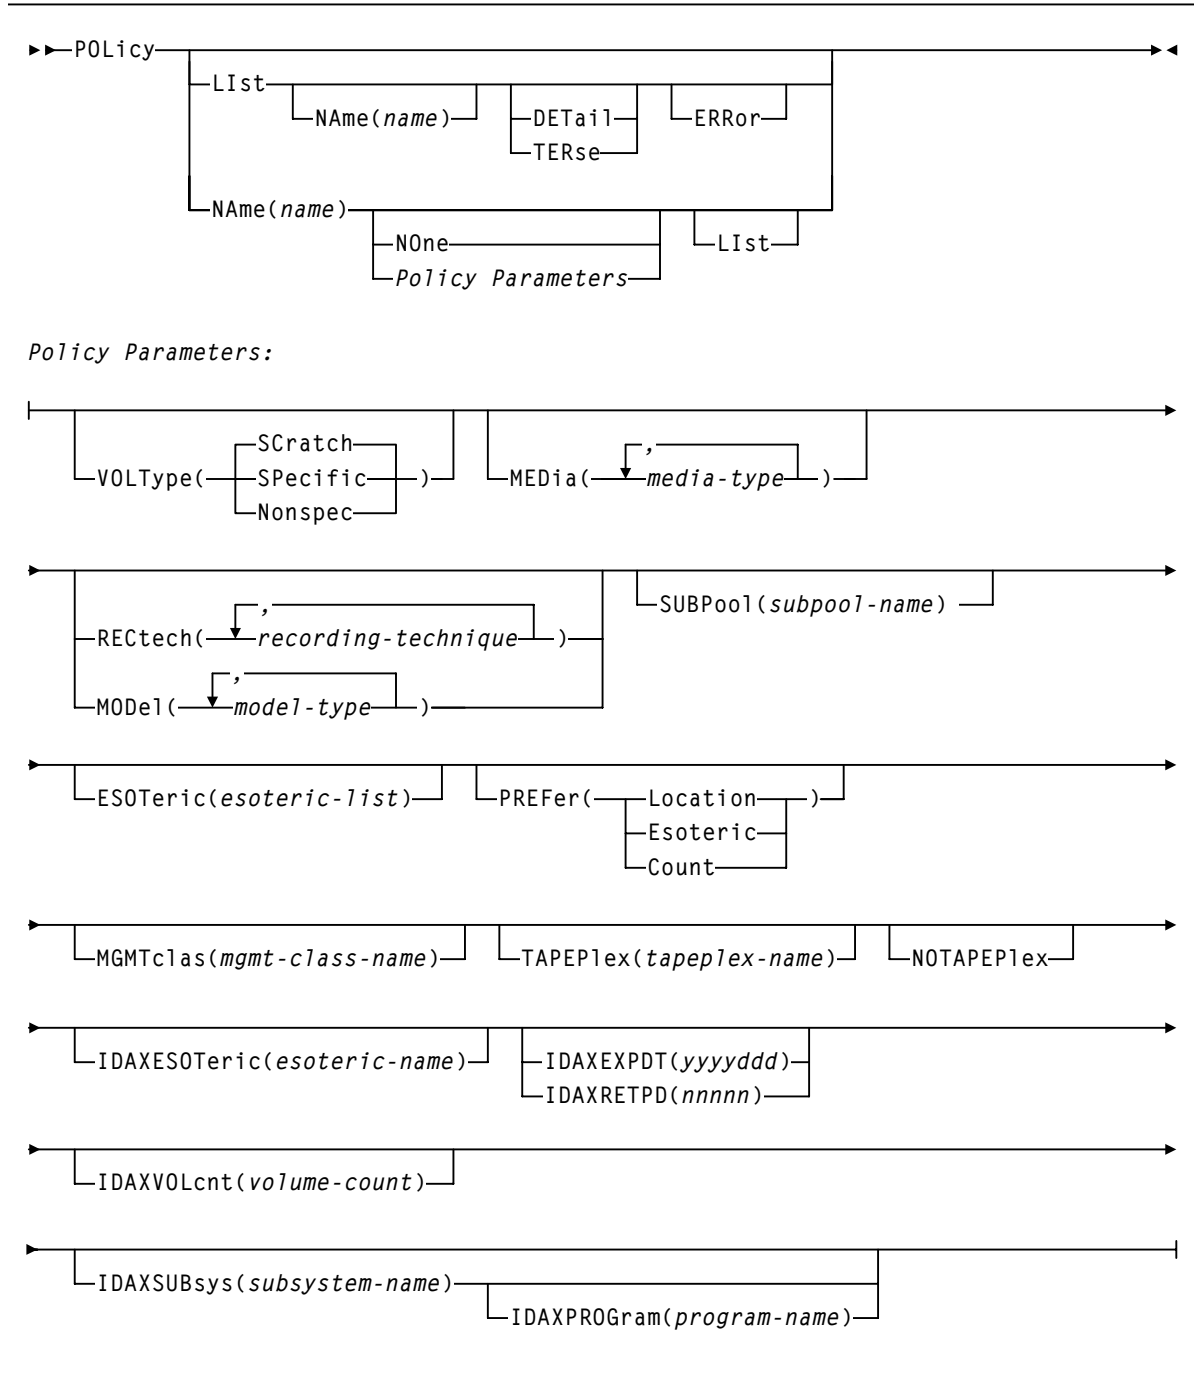 POLicy
LIst
NAme(name) DETail ERRor
TERse
NAme(name)
NOne LIst
Policy Parameters
Policy Parameters:
SCratch ,
VOLType( SPecific ) MEDia( media-type )
Nonspec
, SUBPool(subpool-name)
RECtech( recording-technique )
,
MODel( model-type )
ESOTeric(esoteric-list) PREFer( Location )
Esoteric
Count
MGMTclas(mgmt-class-name) TAPEPlex(tapeplex-name) NOTAPEPlex
IDAXESOTeric(esoteric-name) IDAXEXPDT(yyyyddd)
IDAXRETPD(nnnnn)
IDAXVOLcnt(volume-count)
IDAXSUBsys(subsystem-name)
IDAXPROGram(program-name)